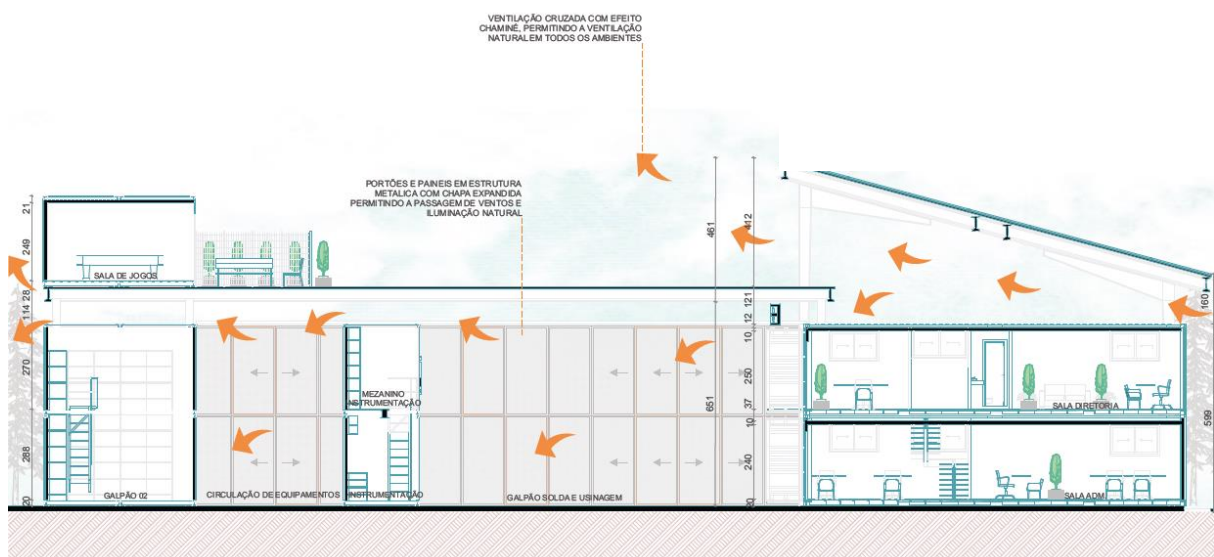 VENTILAÇÃO CRUZADA COM EFEITO
CHAMINÉ, PERMITINDO A VENTILAÇÃO
NATURAL EM TODOS OS AMBIENTES
PORTÕES E PAINEIS EM ESTRUTURA
METALICA COM CHAPA EXPANDIDA
PERMITINDO A PASSAGEM DE VENTOS E
ILUMINAÇÃO NATURAL
21
249
28
114
270
288
20
SALA DE JOGOS
461
412
121
12
10
250
37
651
10
240
20
160
599
MEZANINO
INSTRUMENTAÇÃO
SALA DIRETORIA
GALPÃO 02
CIRCULAÇÃO DE EQUIPAMENTOS
INSTRUMENTAÇÃO
GALPÃO SOLDA E USINAGEM
SALA ADM